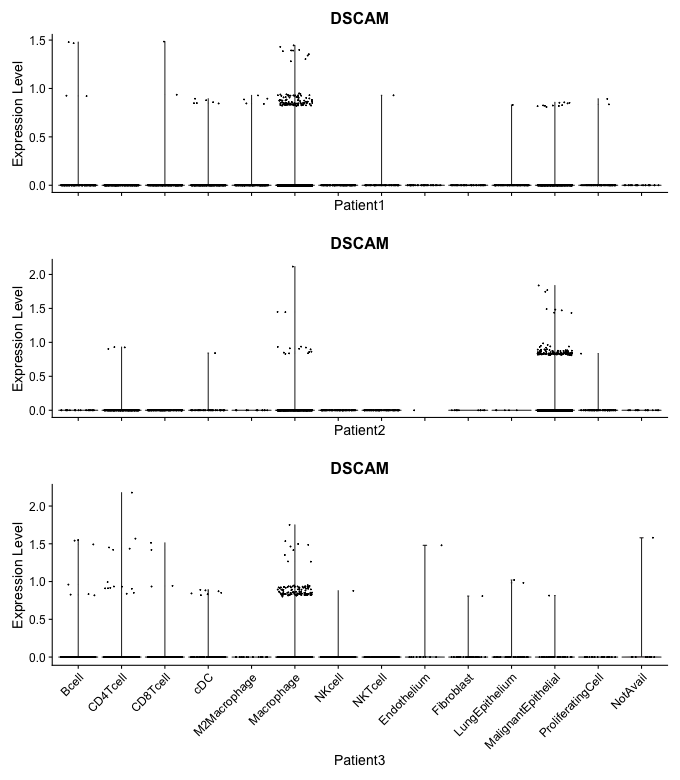 DSCAM
Expression Level
1.5
1.0
0.5
0.0
Patient1
DSCAM
Expression Level
2.0
1.5
1.0
0.5
0.0
Patient2
DSCAM
Expression Level
2.0
1.5
1.0
0.5
0.0
Bcell
CD4Tcell
CD8Tcell
cDC
M2Macrophage
Macrophage
NKcell
NKTcell
Endothelium
Fibroblast
LungEpithelium
MalignantEpithelial
ProliferatingCell
NotAvail
Patient3